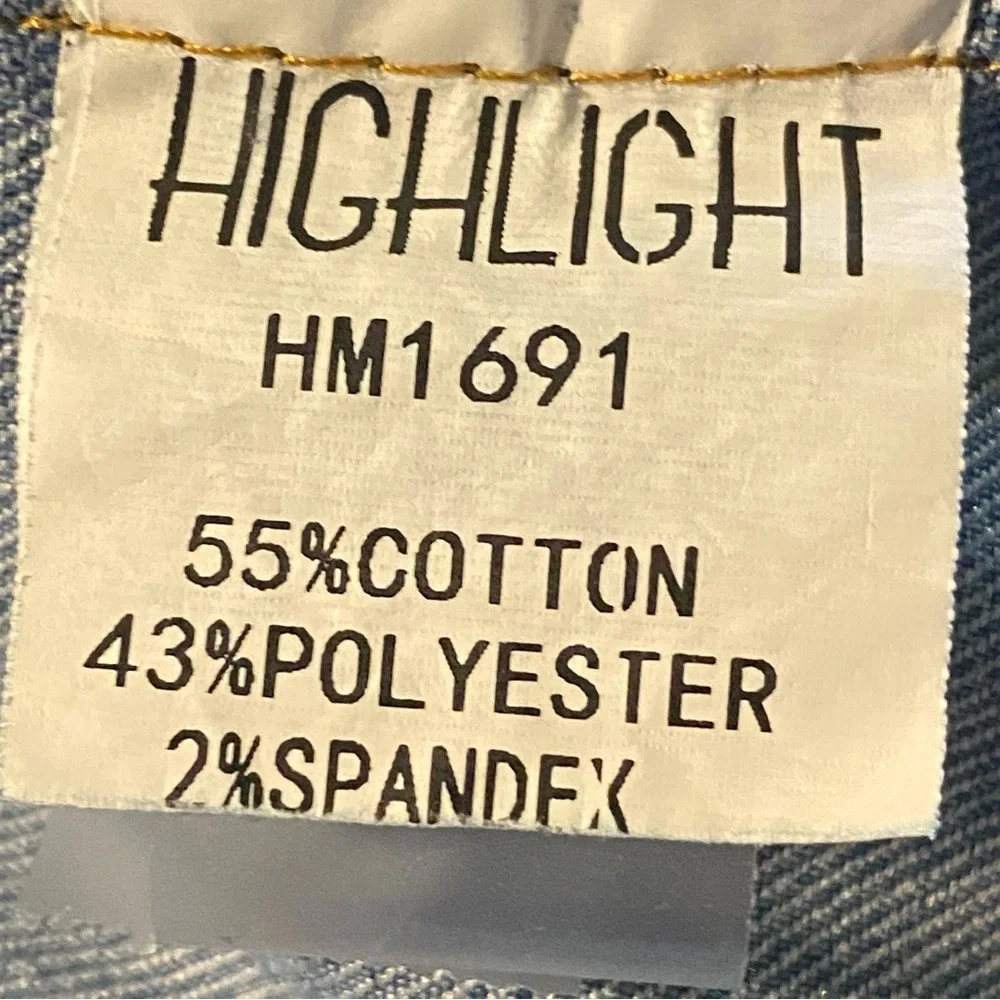 HIGHLIGHT
HM1691
55%COTTON
43%POLYESTER
2%SPANDEX